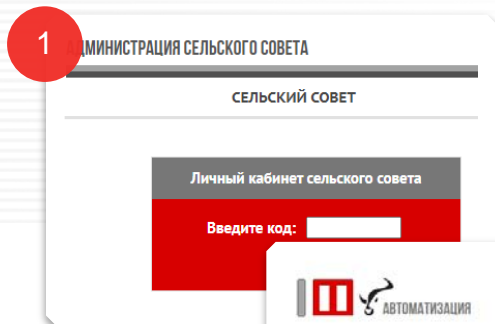 1
АДМИНИСТРАЦИЯ СЕЛЬСКОГО СОВЕТА
СЕЛЬСКИЙ СОВЕТ
Личный кабинет сельского совета
Введите код:
АВТОМАТИЗАЦИЯ